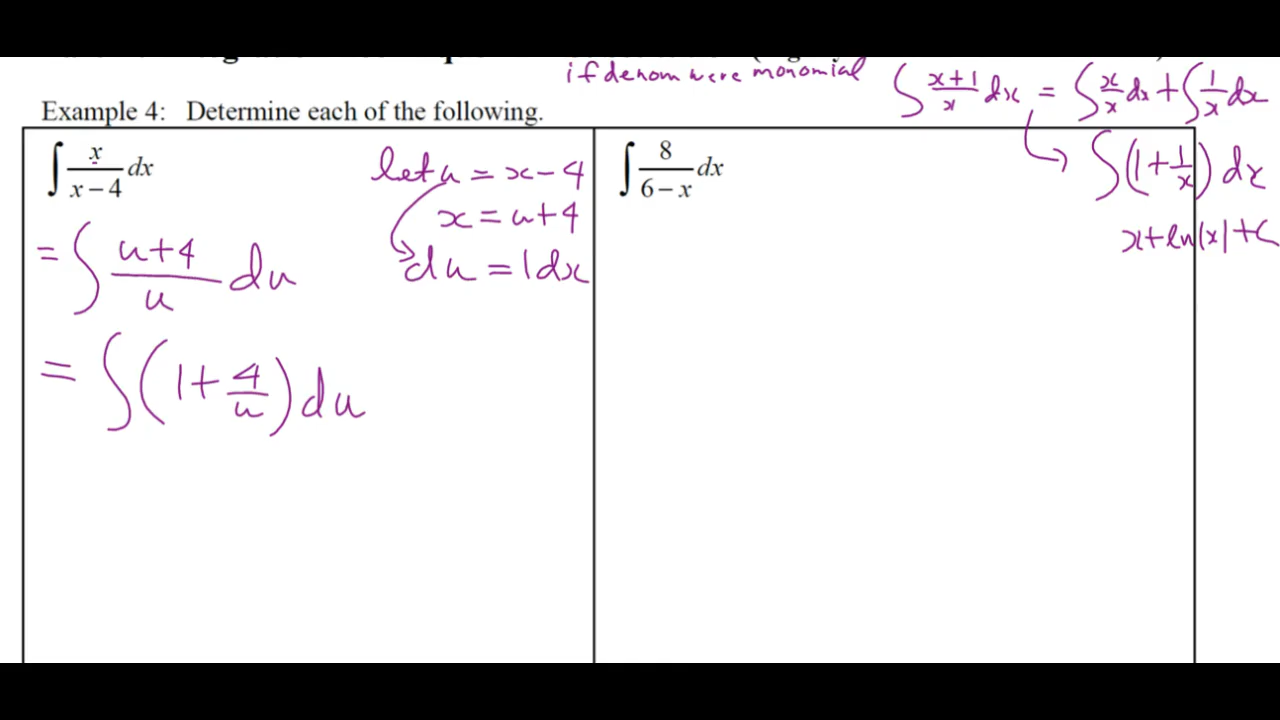 if denom were monomial
∫ x+1/x dx = ∫ x/x dx + ∫ 1/x dx
Example 4: Determine each of the following.
∫ x/(x − 4) dx
let u = x − 4
x = u + 4
du = 1dx
= ∫ (u+4)/u du
= ∫ (1 + 4/u) du
∫ 8/(6 − x) dx
∫ (1 + 1/x) dx
x + ln|x| + C